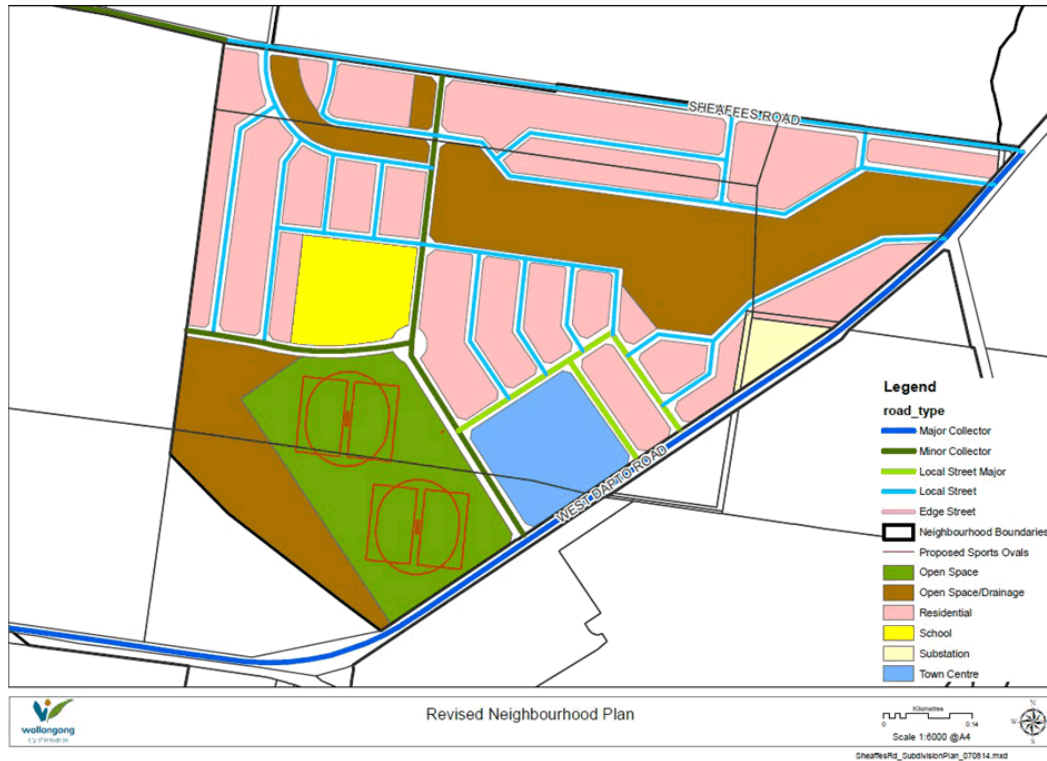 SHEAFEES ROAD
WEST DAPTO ROAD
Legend
road_type
Major Collector
Minor Collector
Local Street Major
Local Street
Edge Street
Neighbourhood Boundaries
Proposed Sports Ovals
Open Space
Open Space/Drainage
Residential
School
Substation
Town Centre
wollongong
Revised Neighbourhood Plan
Kilometres
0 0.14
Scale 1:6000 @A4
N
W
S
SheaffesRd_SubdivisionPlan_070814.mxd